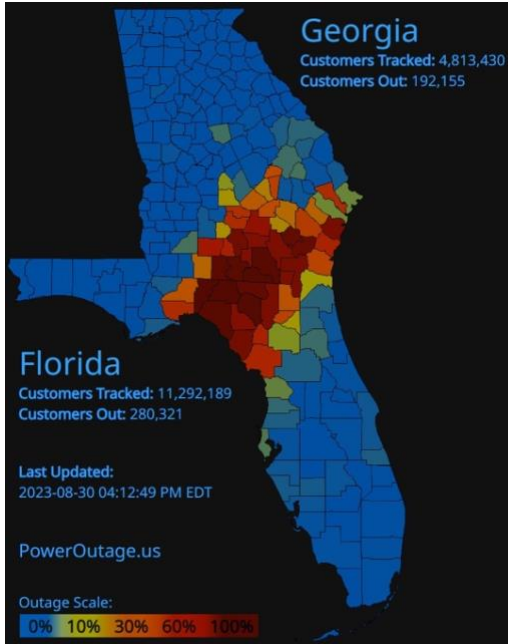 Georgia
Customers Tracked: 4,813,430
Customers Out: 192,155
Florida
Customers Tracked: 11,292,189
Customers Out: 280,321
Last Updated:
2023-08-30 04:12:49 PM EDT
PowerOutage.us
Outage Scale:
0% 10% 30% 60% 100%